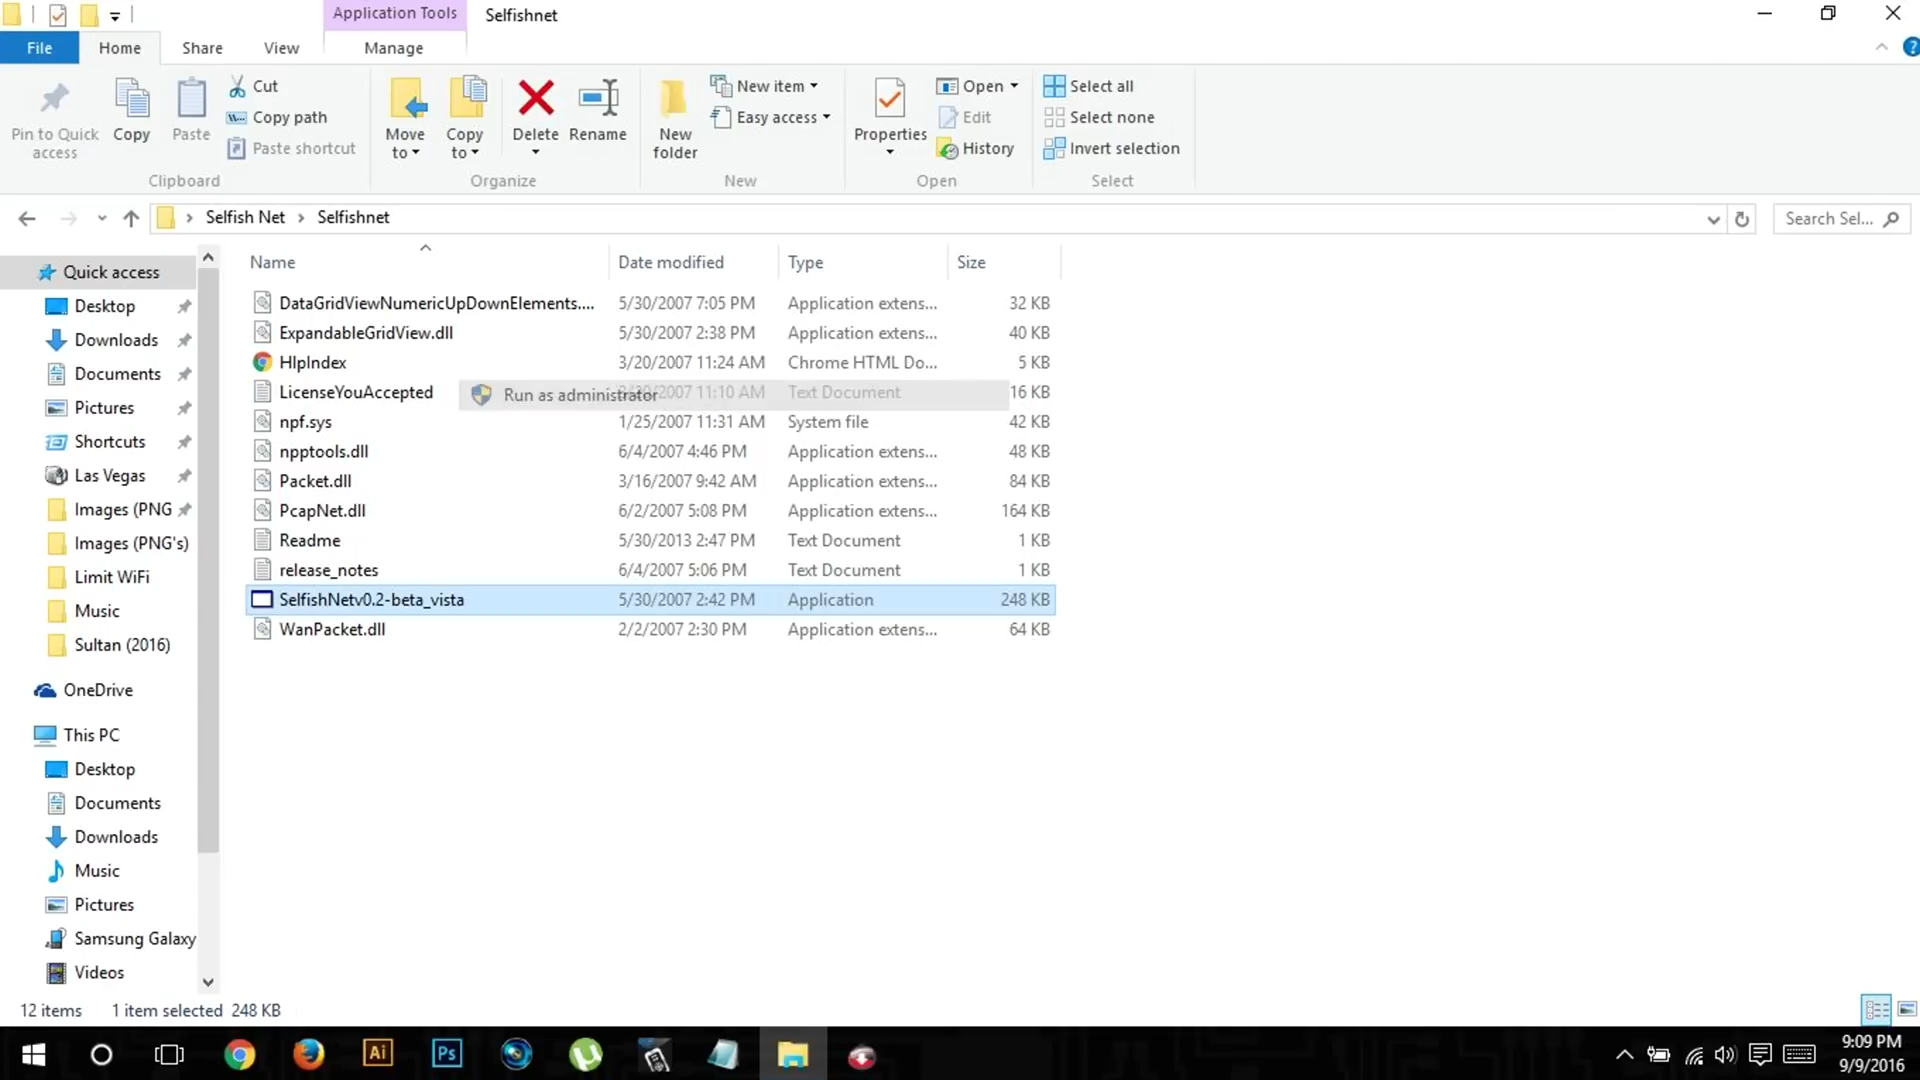 Application Tools
Selfishnet
File
Home
Share
View
Manage
Pin to Quick access
Copy
Paste
Cut
Copy path
Paste shortcut
Clipboard
Move to
Copy to
Delete
Rename
Organize
New folder
New item
Easy access
New
Properties
Open
Edit
History
Open
Select all
Select none
Invert selection
Select
Selfish Net > Selfishnet
Search Sel...
Name Date modified Type Size
DataGridViewNumericUpDownElements.... 5/30/2007 7:05 PM Application extens... 32 KB
ExpandableGridView.dll 5/30/2007 2:38 PM Application extens... 40 KB
HlpIndex 3/20/2007 11:24 AM Chrome HTML Do... 5 KB
LicenseYouAccepted Run as administrator 11:10 AM Text Document 16 KB
npf.sys 1/25/2007 11:31 AM System file 42 KB
npptools.dll 6/4/2007 4:46 PM Application extens... 48 KB
Packet.dll 3/16/2007 9:42 AM Application extens... 84 KB
PcapNet.dll 6/2/2007 5:08 PM Application extens... 164 KB
Readme 5/30/2013 2:47 PM Text Document 1 KB
release_notes 6/4/2007 5:06 PM Text Document 1 KB
SelfishNetv0.2-beta_vista 5/30/2007 2:42 PM Application 248 KB
WanPacket.dll 2/2/2007 2:30 PM Application extens... 64 KB
Quick access
Desktop
Downloads
Documents
Pictures
Shortcuts
Las Vegas
Images (PNG
Images (PNG's)
Limit WiFi
Music
Sultan (2016)
OneDrive
This PC
Desktop
Documents
Downloads
Music
Pictures
Samsung Galaxy
Videos
12 items 1 item selected 248 KB
Ai
Ps
9:09 PM
9/9/2016